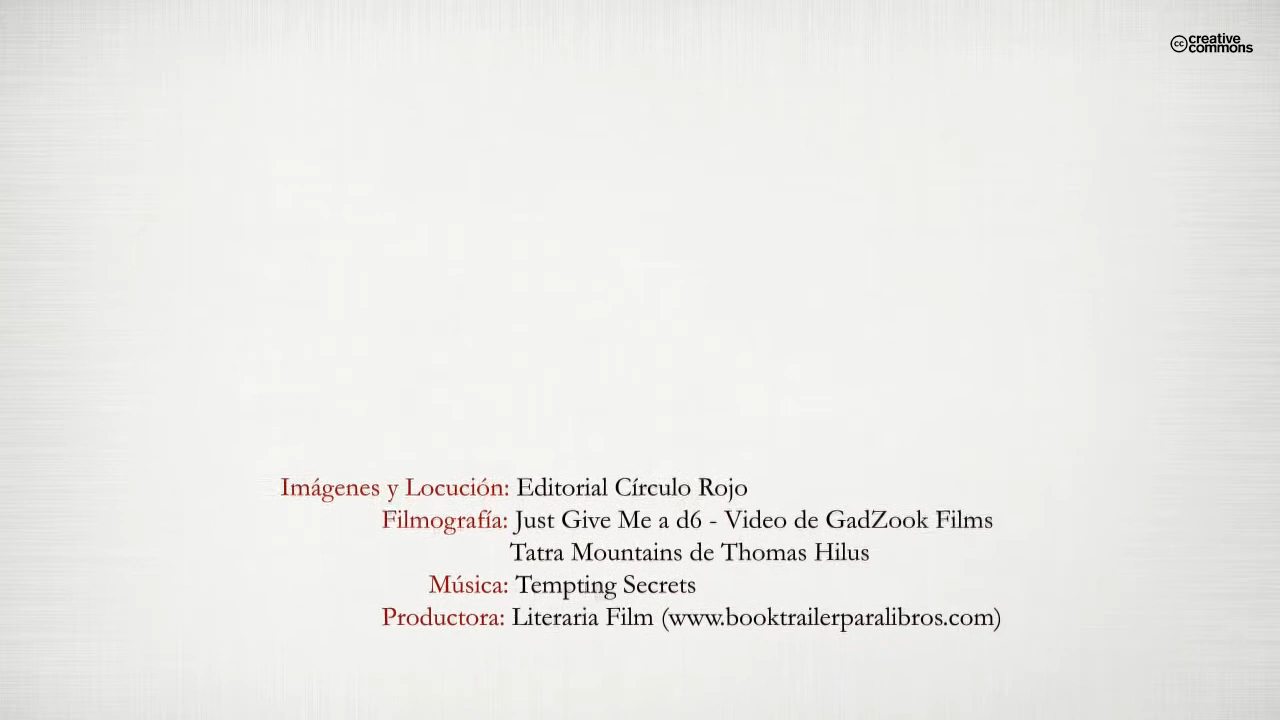 creative
commons
Imágenes y Locución: Editorial Círculo Rojo
Filmografía: Just Give Me a d6 - Video de GadZook Films
Tatra Mountains de Thomas Hilus
Música: Tempting Secrets
Productora: Literaria Film (www.booktrailerparalibros.com)